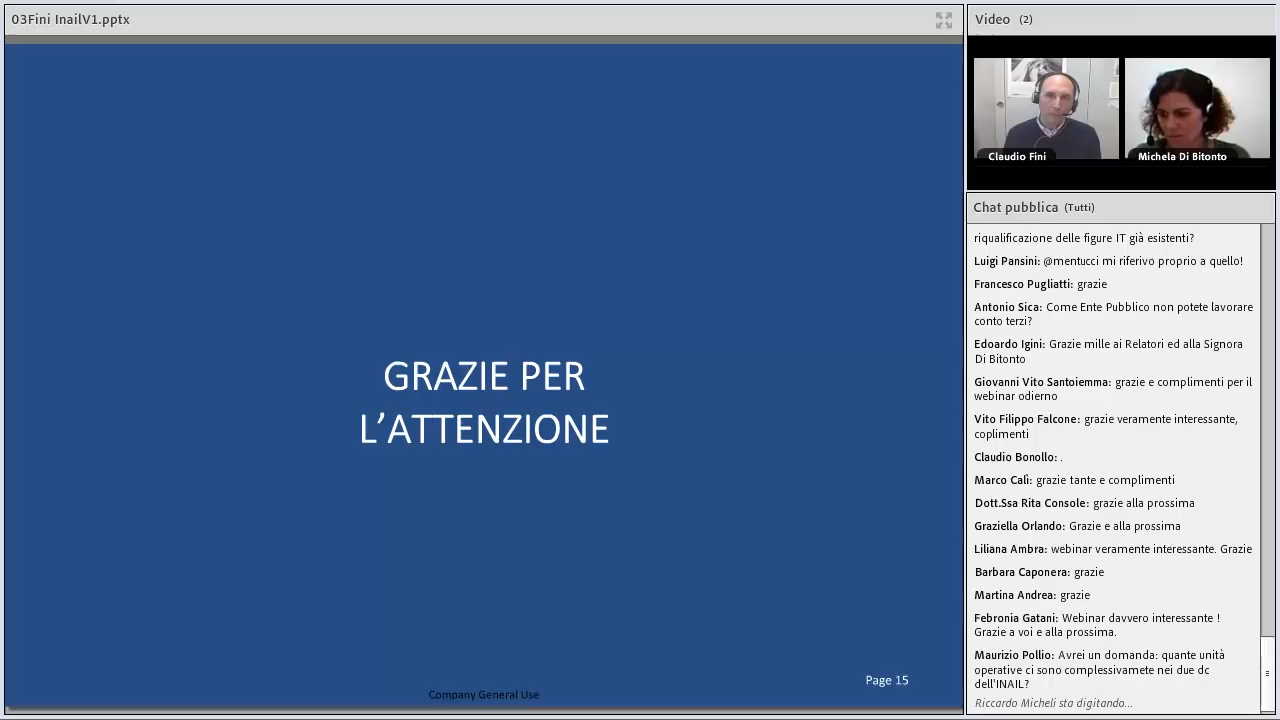 03Fini InailV1.pptx
GRAZIE PER
L'ATTENZIONE
Page 15
Company General Use
Video (2)
Claudio Fini
Michela Di Bitonto
Chat pubblica (Tutti)
riqualificazione delle figure IT già esistenti?
Luigi Pansini: @mentucci mi riferivo proprio a quello!
Francesco Pugliatti: grazie
Antonio Sica: Come Ente Pubblico non potete lavorare
conto terzi?
Edoardo Igini: Grazie mille ai Relatori ed alla Signora
Di Bitonto
Giovanni Vito Santoiemma: grazie e complimenti per il
webinar odierno
Vito Filippo Falcone: grazie veramente interessante,
coplimenti
Claudio Bonollo: .
Marco Calì: grazie tante e complimenti
Dott.Ssa Rita Console: grazie alla prossima
Graziella Orlando: Grazie e alla prossima
Liliana Ambra: webinar veramente interessante. Grazie
Barbara Caponera: grazie
Martina Andrea: grazie
Febronia Gatani: Webinar davvero interessante !
Grazie a voi e alla prossima.
Maurizio Pollio: Avrei un domanda: quante unità
operative ci sono complessivamete nei due dc
dell'INAIL?
Riccardo Micheli sta digitando...